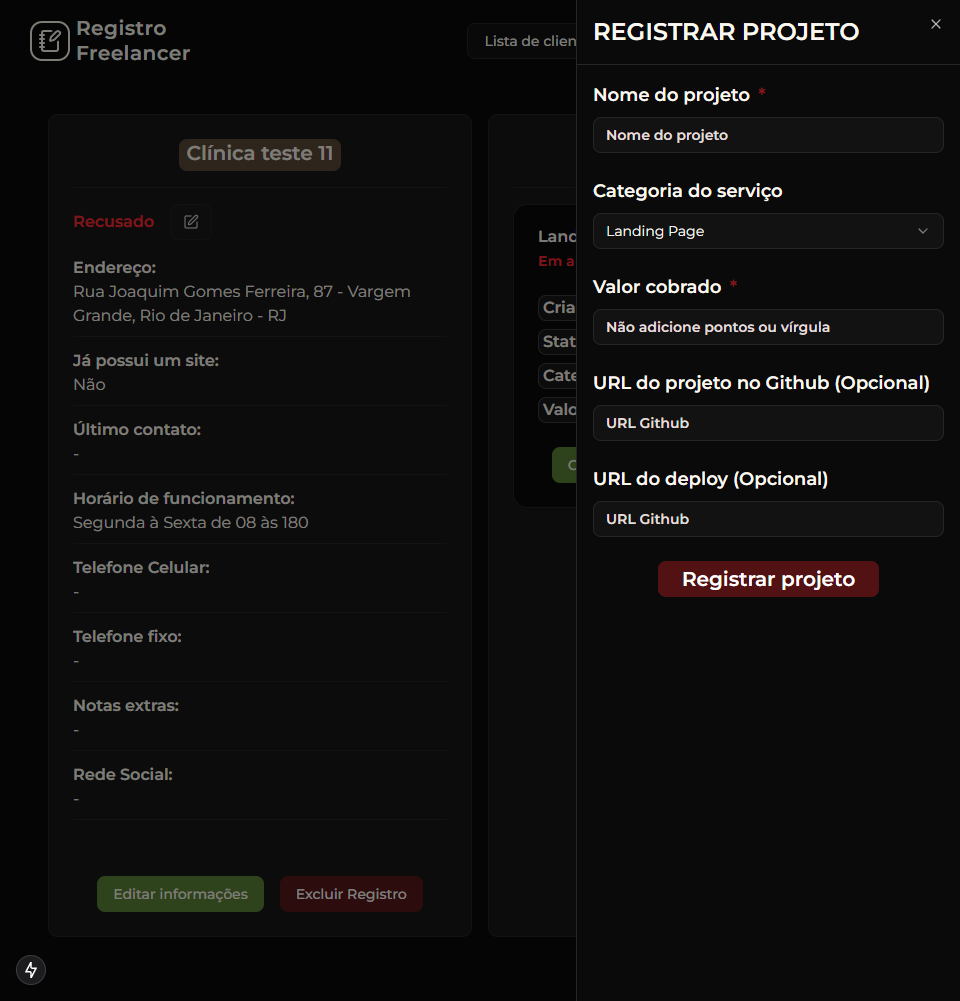 Registro
Freelancer
Lista de clien
Clínica teste 11
Recusado
Endereço:
Rua Joaquim Gomes Ferreira, 87 - Vargem
Grande, Rio de Janeiro - RJ
Já possui um site:
Não
Último contato:
-
Horário de funcionamento:
Segunda à Sexta de 08 às 180
Telefone Celular:
-
Telefone fixo:
-
Notas extras:
-
Rede Social:
-
Editar informações
Excluir Registro
Land
Em a
Cria
Stat
Cate
Valo
REGISTRAR PROJETO
Nome do projeto *
Nome do projeto
Categoria do serviço
Landing Page
Valor cobrado *
Não adicione pontos ou vírgula
URL do projeto no Github (Opcional)
URL Github
URL do deploy (Opcional)
URL Github
Registrar projeto